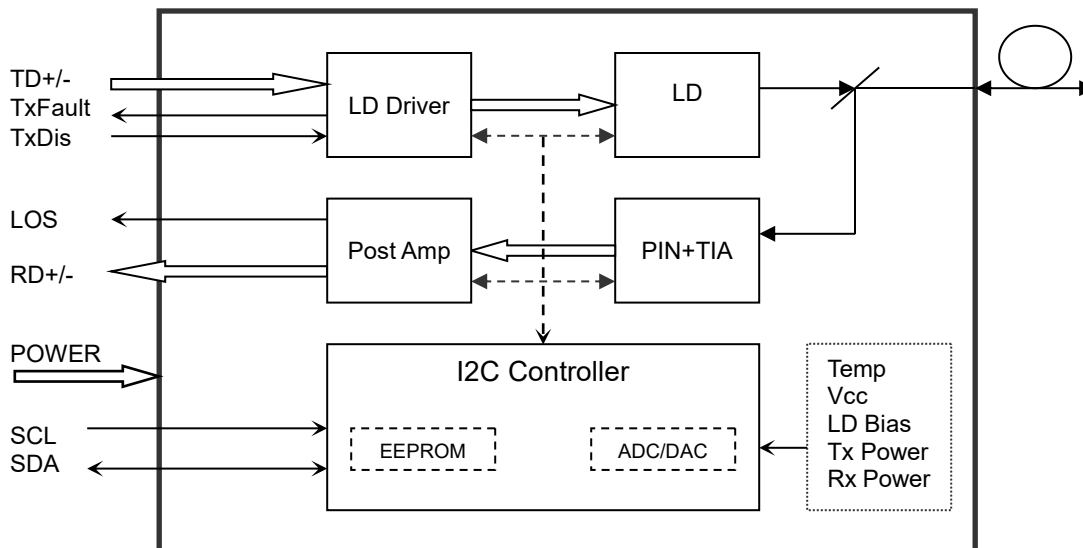 TD+/-
TxFault
TxDis
LD Driver
LD
LOS
RD+/-
Post Amp
PIN+TIA
POWER
SCL
SDA
I2C Controller
EEPROM
ADC/DAC
Temp
Vcc
LD Bias
Tx Power
Rx Power